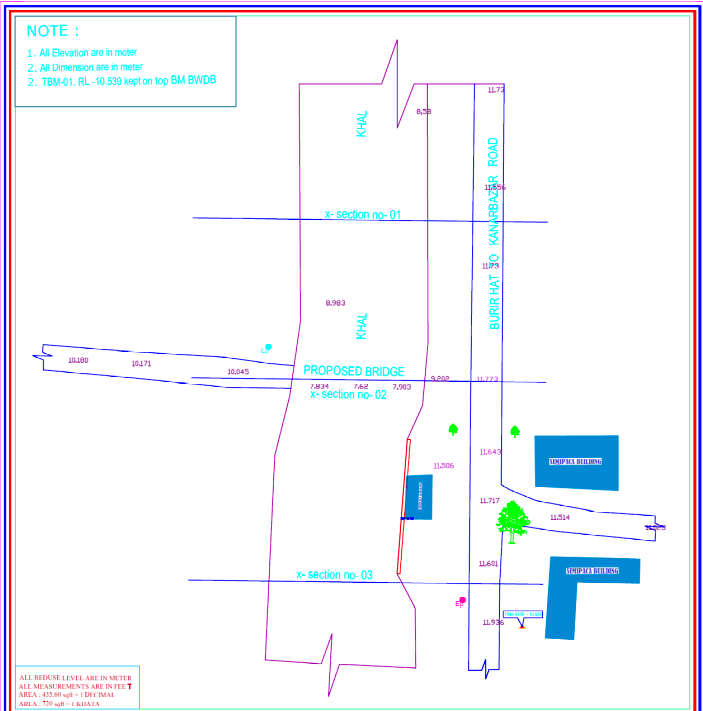 NOTE :
1. All Elevation are in meter
2. All Dimension are in meter
2. TBM-01. RL -10.539 kept on top BM BWDB
11.73
8.58
KHAL
BURIR HAT TO KANARBAZAR ROAD
11.556
x- section no- 01
11.73
8.983
KHAL
10.180
10.171
10.045
PROPOSED BRIDGE
7.834
7.62
7.903
9.202
11.773
x- section no- 02
11.643
11.506
SEMIPACA BUILDING
11.717
11.514
11.601
x- section no- 03
SEMIPACA BUILDING
EP
11.936
ALL REDUSE LEVEL ARE IN METER
ALL MEASUREMENTS ARE IN FEE T
AREA : 435.60 sqft = 1 DECIMAL
AREA : 720 sqft = 1 KHATA